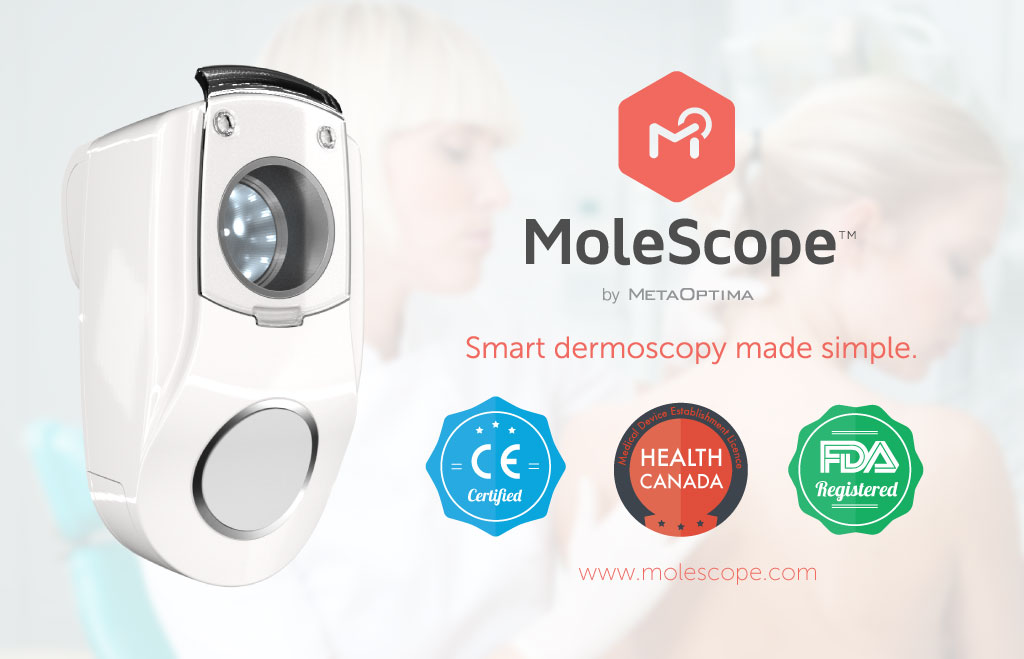 MoleScope™
by METAOPTIMA
Smart dermoscopy made simple.
CE
Certified
Medical Device Establishment Licence
HEALTH
CANADA
FDA
Registered
www.molescope.com